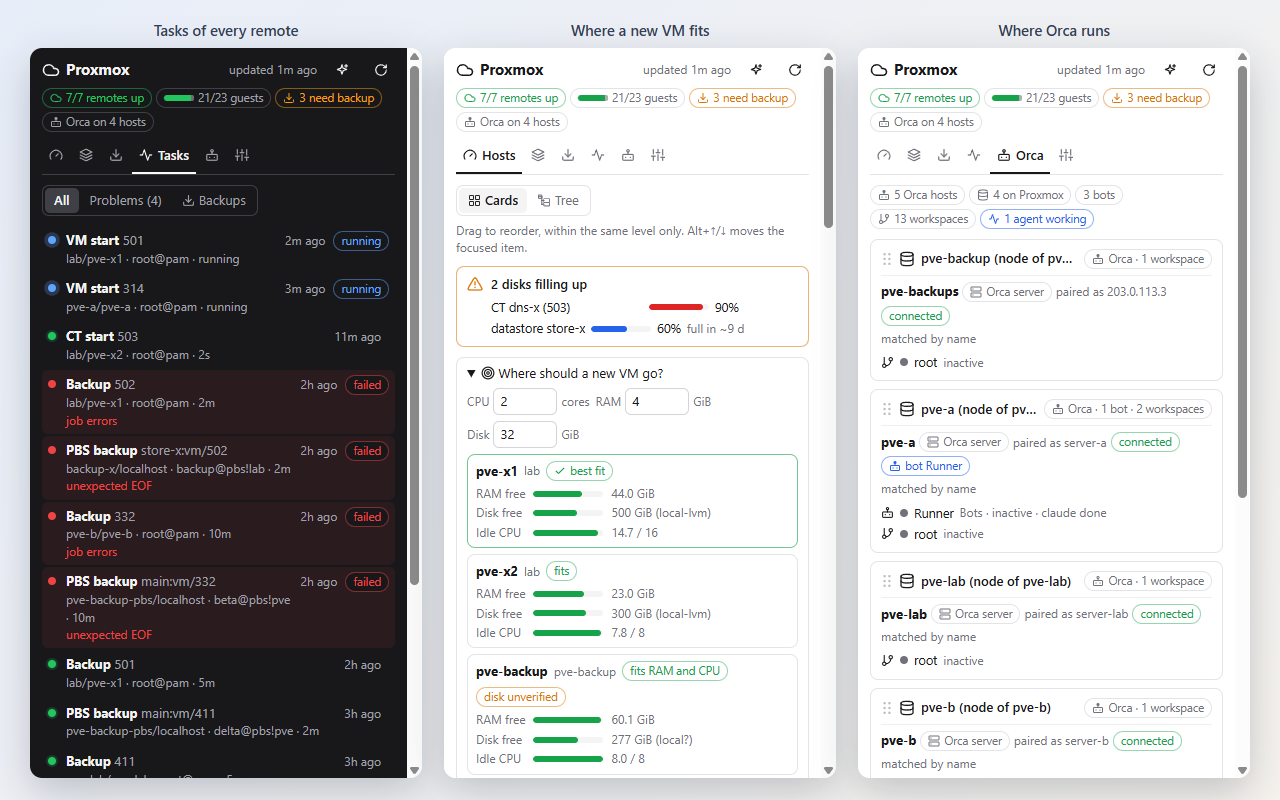 Tasks of every remote
Proxmox
updated 1m ago
7/7 remotes up
21/23 guests
3 need backup
Orca on 4 hosts
Tasks
All
Problems (4)
Backups
VM start 501
2m ago
running
lab/pve-x1 · root@pam · running
VM start 314
3m ago
running
pve-a/pve-a · root@pam · running
CT start 503
11m ago
lab/pve-x2 · root@pam · 2s
Backup 502
2h ago
failed
lab/pve-x1 · root@pam · 2m
job errors
PBS backup store-x:vm/502
2h ago
failed
backup-x/localhost · backup@pbs!lab · 2m
unexpected EOF
Backup 332
2h ago
failed
pve-b/pve-b · root@pam · 10m
job errors
PBS backup main:vm/332
2h ago
failed
pve-backup-pbs/localhost · beta@pbs!pve
· 10m
unexpected EOF
Backup 501
2h ago
lab/pve-x1 · root@pam · 5m
PBS backup main:vm/411
3h ago
pve-backup-pbs/localhost · delta@pbs!pve · 2m
Backup 411
3h ago
Where a new VM fits
Proxmox
updated 1m ago
7/7 remotes up
21/23 guests
3 need backup
Orca on 4 hosts
Hosts
Cards
Tree
Drag to reorder, within the same level only. Alt+↑/↓ moves the
focused item.
2 disks filling up
CT dns-x (503)
90%
datastore store-x
60% full in ~9 d
Where should a new VM go?
CPU 2 cores RAM 4 GiB
Disk 32 GiB
pve-x1 lab
best fit
RAM free
44.0 GiB
Disk free
500 GiB (local-lvm)
Idle CPU
14.7 / 16
pve-x2 lab
fits
RAM free
23.0 GiB
Disk free
300 GiB (local-lvm)
Idle CPU
7.8 / 8
pve-backup pve-backup
fits RAM and CPU
disk unverified
RAM free
60.1 GiB
Disk free
277 GiB (local?)
Idle CPU
8.0 / 8
Where Orca runs
Proxmox
updated 1m ago
7/7 remotes up
21/23 guests
3 need backup
Orca on 4 hosts
Orca
5 Orca hosts
4 on Proxmox
3 bots
13 workspaces
1 agent working
pve-backup (node of pv...
Orca · 1 workspace
pve-backups
Orca server
paired as 203.0.113.3
connected
matched by name
root inactive
pve-a (node of pv...
Orca · 1 bot · 2 workspaces
pve-a
Orca server
paired as server-a
connected
bot Runner
matched by name
Runner Bots · inactive · claude done
root inactive
pve-lab (node of pve-lab)
Orca · 1 workspace
pve-lab
Orca server
paired as server-lab
connected
matched by name
root inactive
pve-b (node of pve-b)
Orca · 1 workspace
pve-b
Orca server
paired as server-b
connected
matched by name